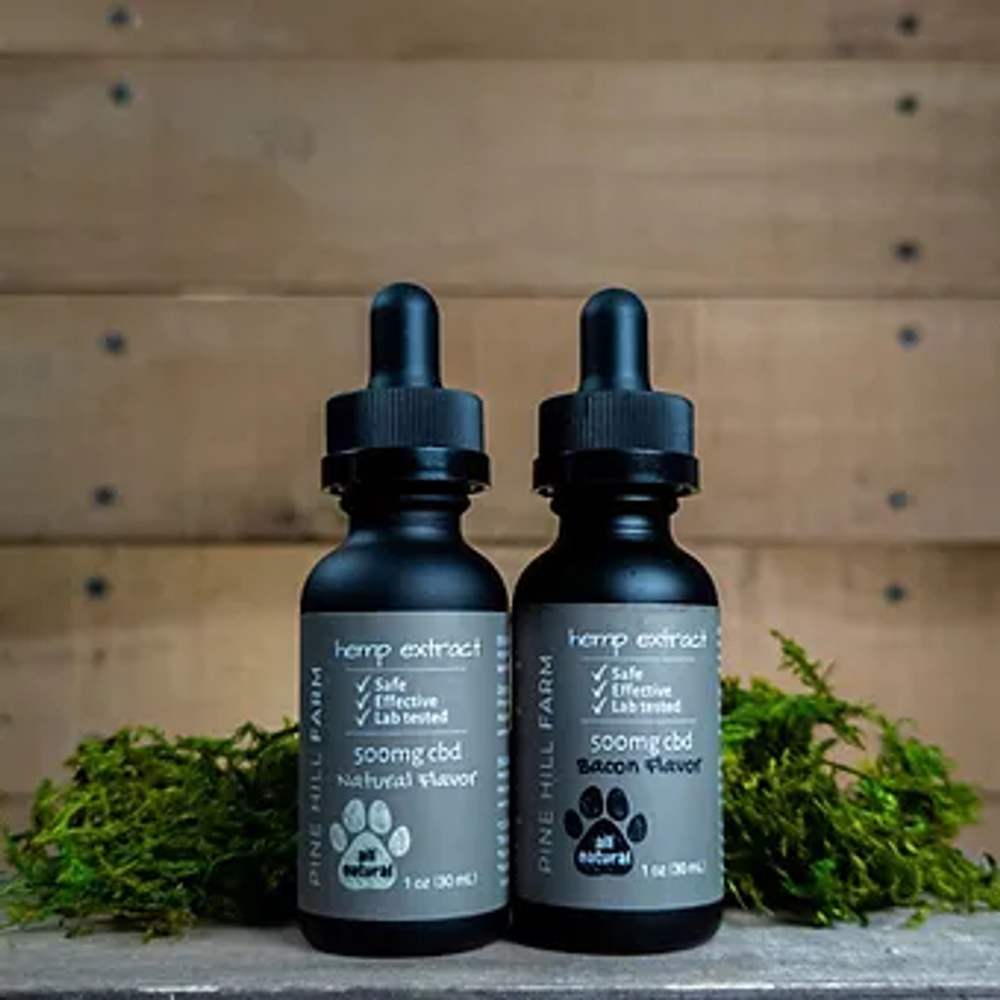 PINE HILL FARM
hemp extract
✓ Safe
✓ Effective
✓ Lab tested
500mg cbd
Natural Flavor
all
natural
1 oz (30 mL)
PINE HILL FARM
hemp extract
✓ Safe
✓ Effective
✓ Lab tested
500mg cbd
Bacon Flavor
all
natural
1 oz (30 mL)